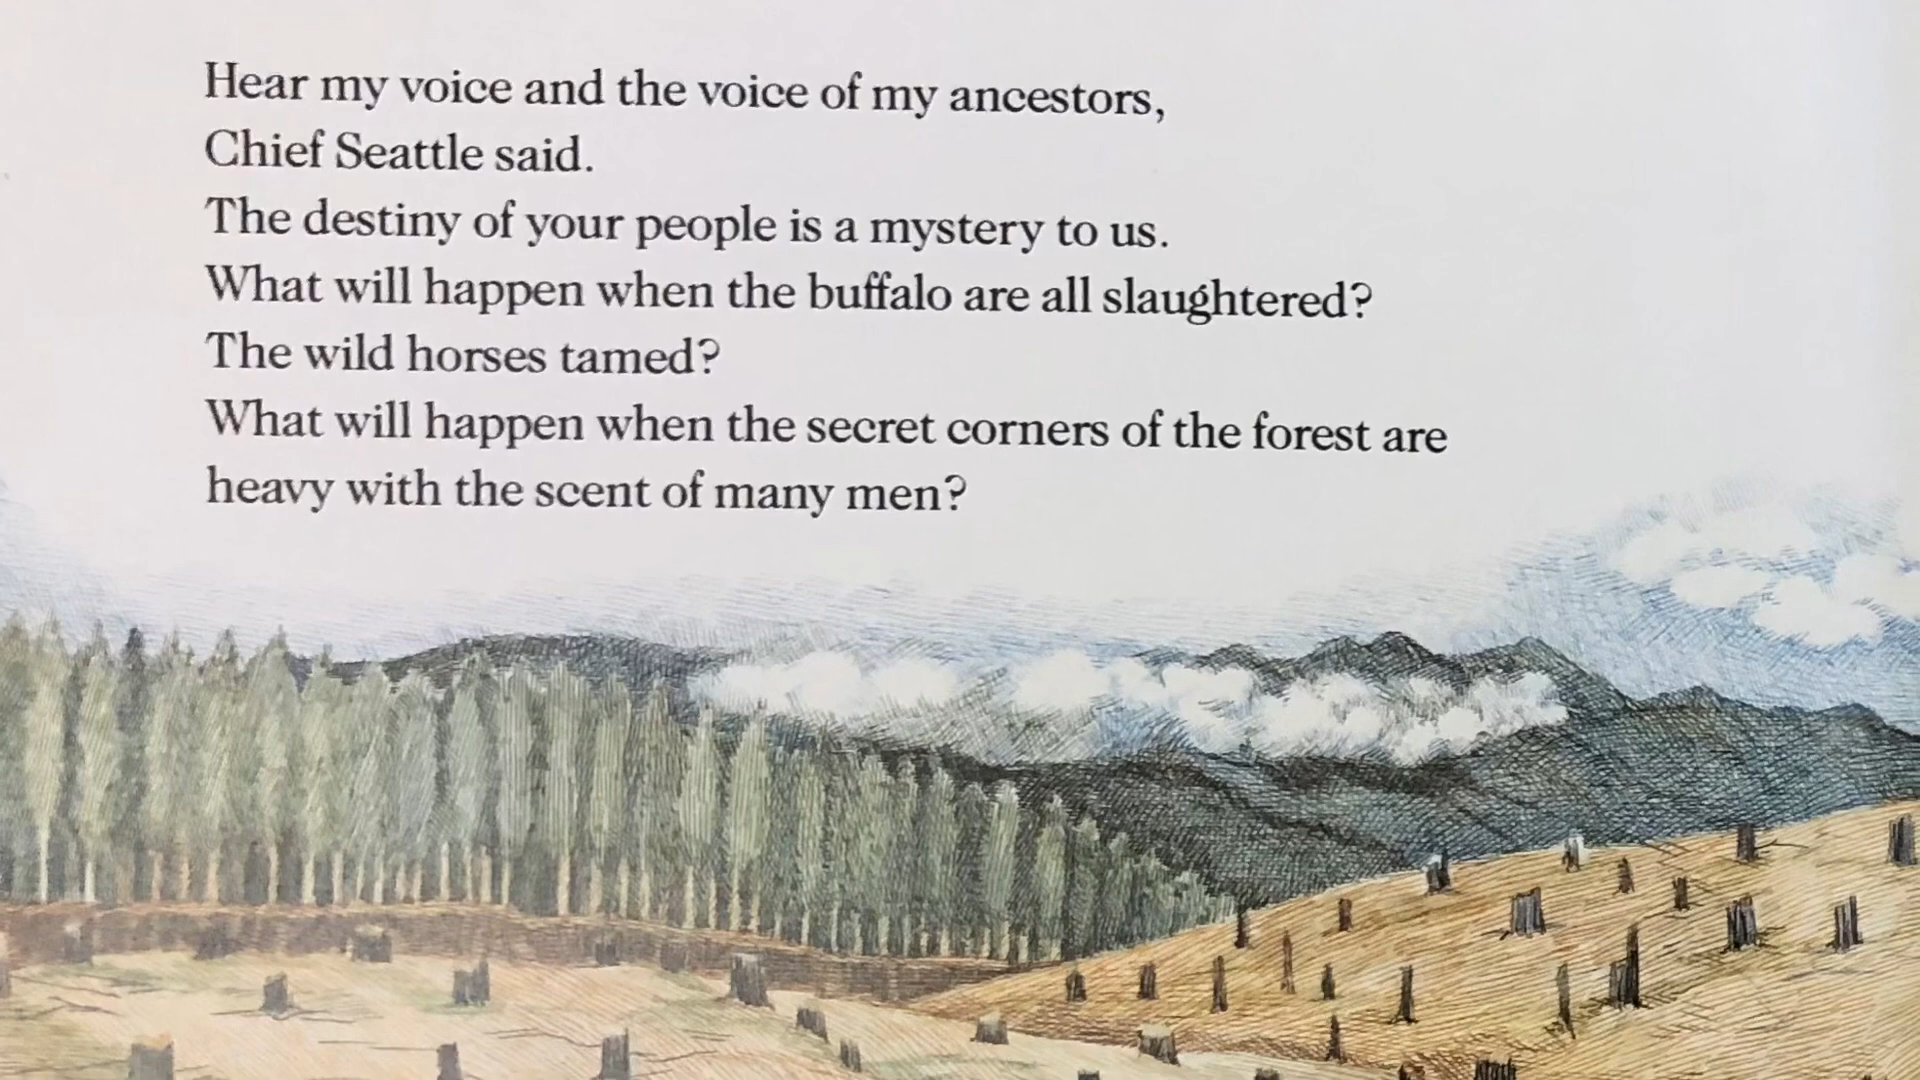 Hear my voice and the voice of my ancestors,
Chief Seattle said.
The destiny of your people is a mystery to us.
What will happen when the buffalo are all slaughtered?
The wild horses tamed?
What will happen when the secret corners of the forest are
heavy with the scent of many men?